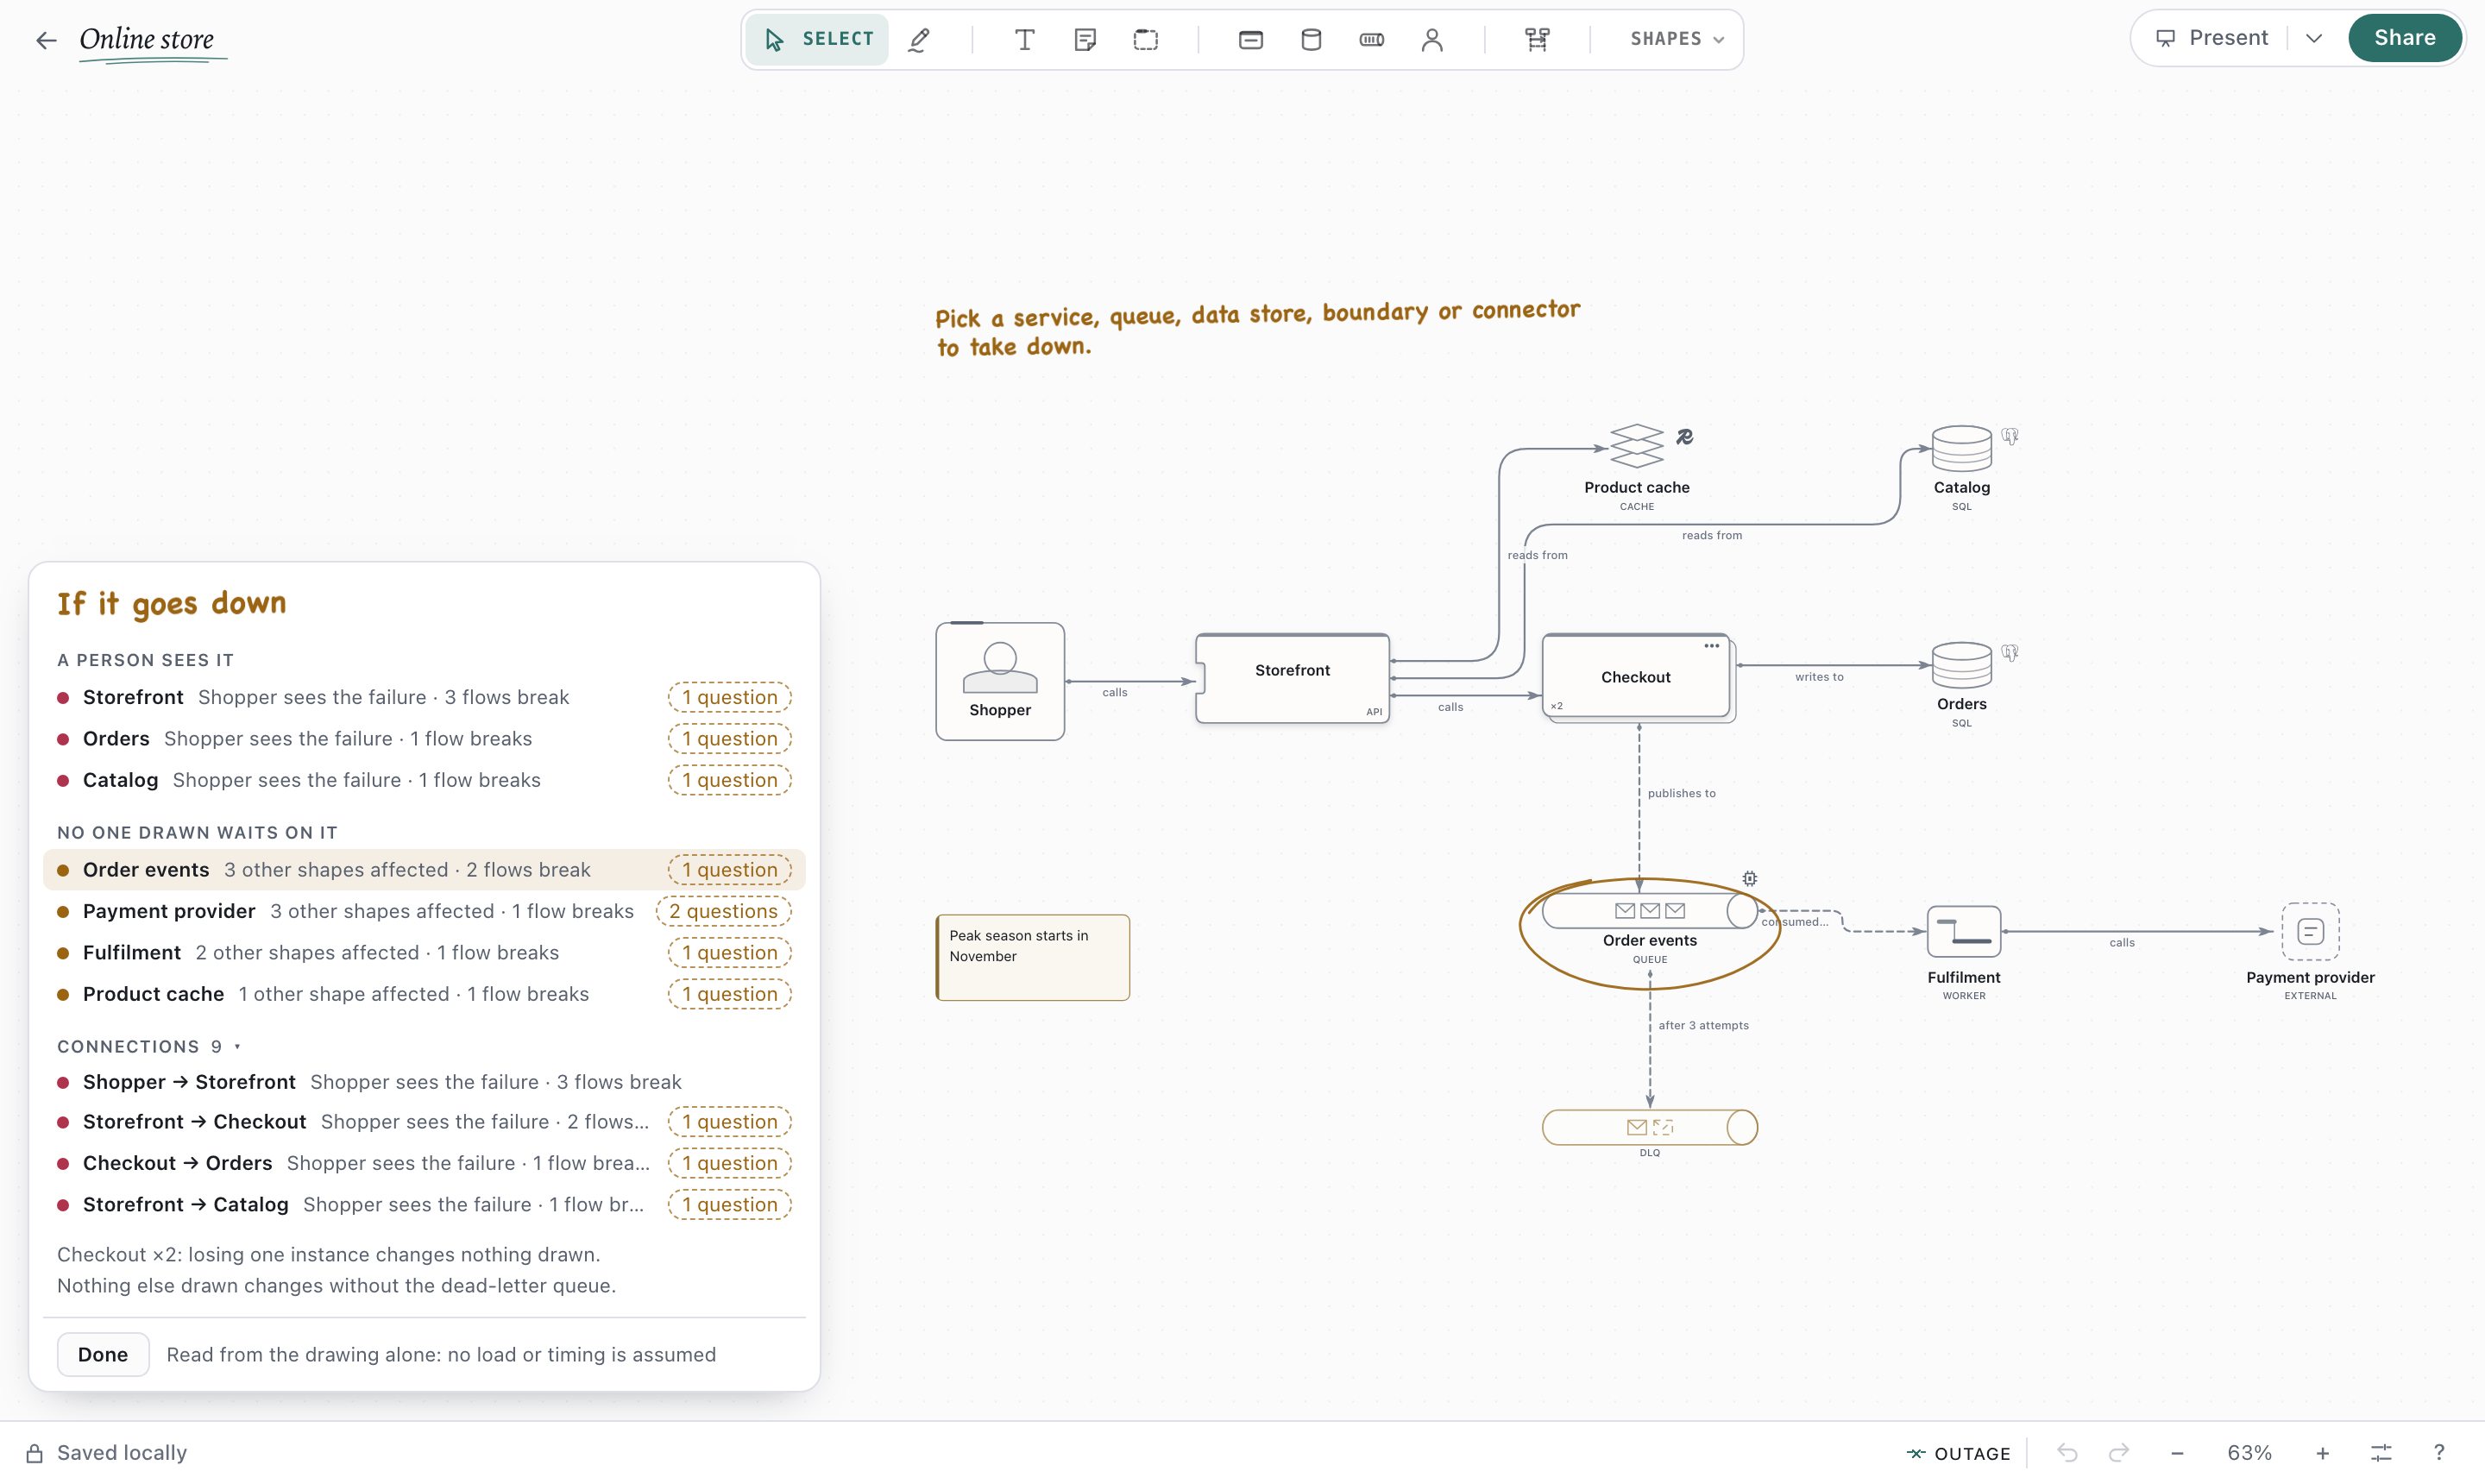 Online store
SELECT
SHAPES
Present
Share
Pick a service, queue, data store, boundary or connector
to take down.
Product cache
CACHE
Catalog
SQL
reads from
reads from
Shopper
calls
Storefront
API
calls
Checkout
×2
writes to
Orders
SQL
publishes to
Peak season starts in
November
Order events
QUEUE
consumed...
Fulfilment
WORKER
calls
Payment provider
EXTERNAL
after 3 attempts
DLQ
If it goes down
A PERSON SEES IT
Storefront Shopper sees the failure · 3 flows break 1 question
Orders Shopper sees the failure · 1 flow breaks 1 question
Catalog Shopper sees the failure · 1 flow breaks 1 question
NO ONE DRAWN WAITS ON IT
Order events 3 other shapes affected · 2 flows break 1 question
Payment provider 3 other shapes affected · 1 flow breaks 2 questions
Fulfilment 2 other shapes affected · 1 flow breaks 1 question
Product cache 1 other shape affected · 1 flow breaks 1 question
CONNECTIONS 9
Shopper → Storefront Shopper sees the failure · 3 flows break
Storefront → Checkout Shopper sees the failure · 2 flows... 1 question
Checkout → Orders Shopper sees the failure · 1 flow brea... 1 question
Storefront → Catalog Shopper sees the failure · 1 flow br... 1 question
Checkout ×2: losing one instance changes nothing drawn.
Nothing else drawn changes without the dead-letter queue.
Done Read from the drawing alone: no load or timing is assumed
Saved locally
OUTAGE
− 63% + ?